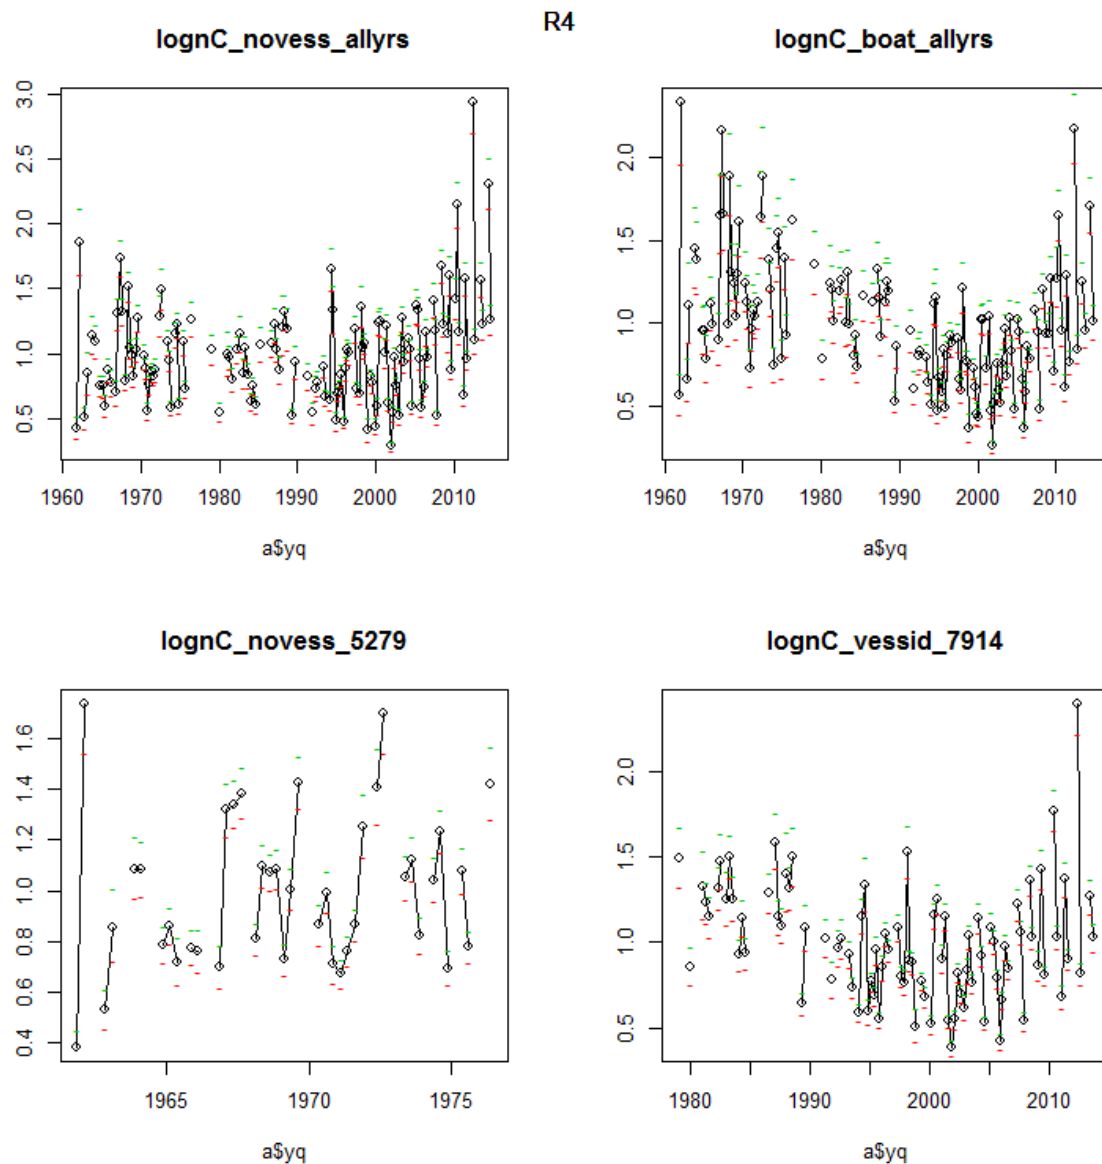 R4
lognC_novess_allyrs
0.5 1.0 1.5 2.0 2.5 3.0
1960 1970 1980 1990 2000 2010
a$yq
lognC_boat_allyrs
0.5 1.0 1.5 2.0
1960 1970 1980 1990 2000 2010
a$yq
lognC_novess_5279
0.4 0.6 0.8 1.0 1.2 1.4 1.6
1965 1970 1975
a$yq
lognC_vessid_7914
0.5 1.0 1.5 2.0
1980 1990 2000 2010
a$yq